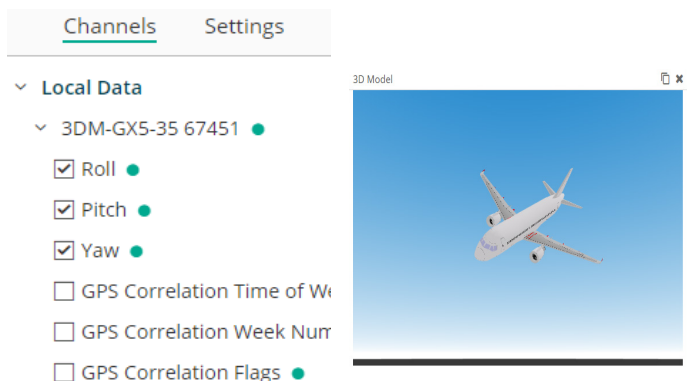 Channels Settings
Local Data
3DM-GX5-35 67451
Roll
Pitch
Yaw
GPS Correlation Time of We
GPS Correlation Week Num
GPS Correlation Flags
3D Model